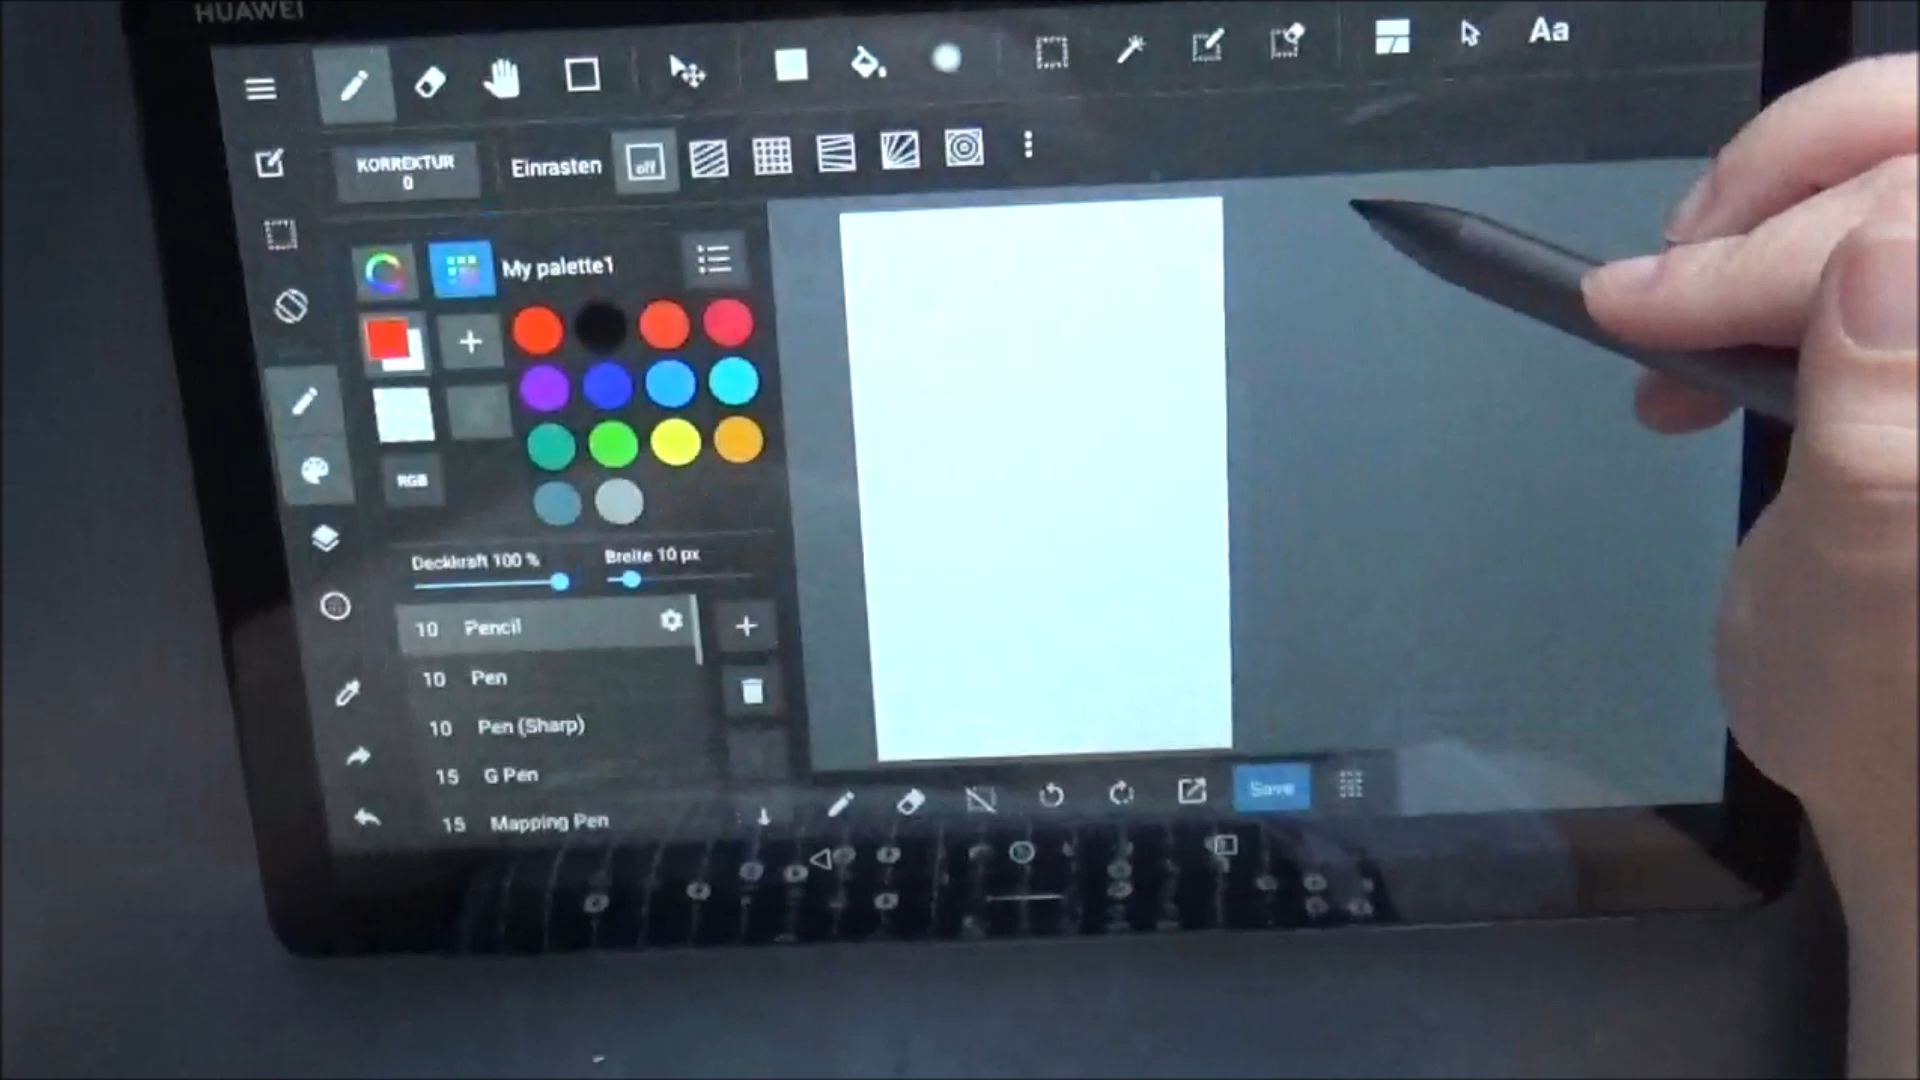 HUAWEI
Aa
KORREKTUR
0
Einrasten
off
My palette1
RGB
Deckkraft 100 %
Breite 10 px
10 Pencil
10 Pen
10 Pen (Sharp)
15 G Pen
15 Mapping Pen
Save